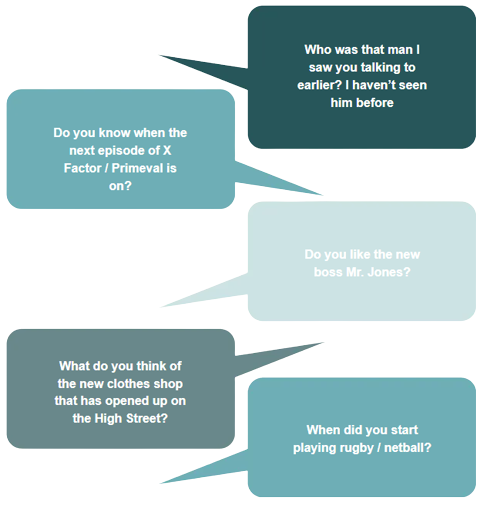 Who was that man I
saw you talking to
earlier? I haven’t seen
him before
Do you know when the
next episode of X
Factor / Primeval is
on?
Do you like the new
boss Mr. Jones?
What do you think of
the new clothes shop
that has opened up on
the High Street?
When did you start
playing rugby / netball?